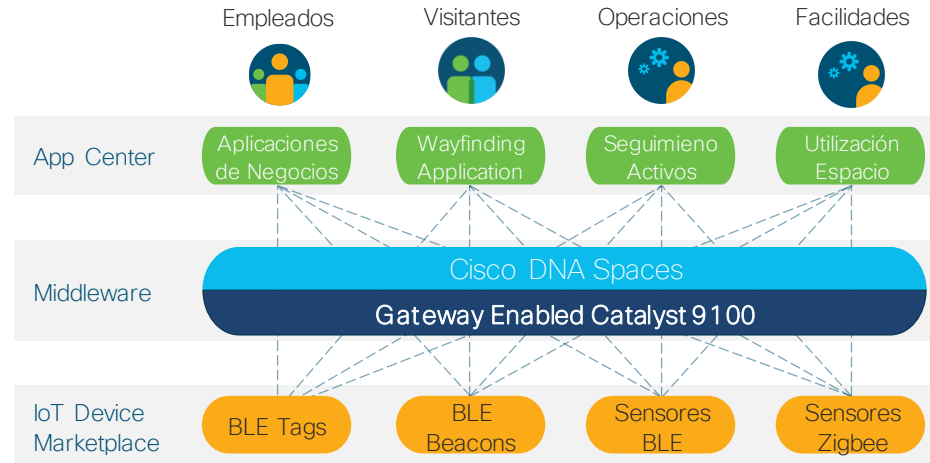 Empleados
Visitantes
Operaciones
Facilidades
App Center
Aplicaciones
de Negocios
Wayfinding
Application
Seguimieno
Activos
Utilización
Espacio
Middleware
Cisco DNA Spaces
Gateway Enabled Catalyst 9100
IoT Device
Marketplace
BLE Tags
BLE
Beacons
Sensores
BLE
Sensores
Zigbee